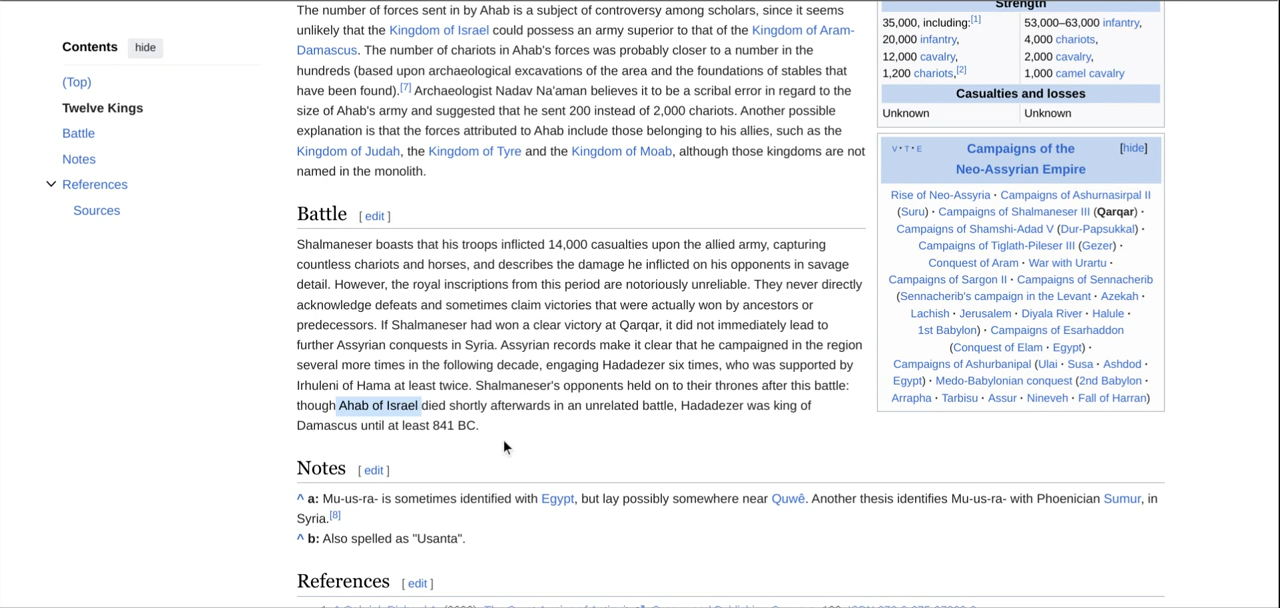 Contents hide
(Top)
Twelve Kings
Battle
Notes
References
Sources
The number of forces sent in by Ahab is a subject of controversy among scholars, since it seems
unlikely that the Kingdom of Israel could possess an army superior to that of the Kingdom of Aram-
Damascus. The number of chariots in Ahab's forces was probably closer to a number in the
hundreds (based upon archaeological excavations of the area and the foundations of stables that
have been found).[7] Archaeologist Nadav Na'aman believes it to be a scribal error in regard to the
size of Ahab's army and suggested that he sent 200 instead of 2,000 chariots. Another possible
explanation is that the forces attributed to Ahab include those belonging to his allies, such as the
Kingdom of Judah, the Kingdom of Tyre and the Kingdom of Moab, although those kingdoms are not
named in the monolith.
Battle [ edit ]
Shalmaneser boasts that his troops inflicted 14,000 casualties upon the allied army, capturing
countless chariots and horses, and describes the damage he inflicted on his opponents in savage
detail. However, the royal inscriptions from this period are notoriously unreliable. They never directly
acknowledge defeats and sometimes claim victories that were actually won by ancestors or
predecessors. If Shalmaneser had won a clear victory at Qarqar, it did not immediately lead to
further Assyrian conquests in Syria. Assyrian records make it clear that he campaigned in the region
several more times in the following decade, engaging Hadadezer six times, who was supported by
Irhuleni of Hama at least twice. Shalmaneser's opponents held on to their thrones after this battle:
though Ahab of Israel died shortly afterwards in an unrelated battle, Hadadezer was king of
Damascus until at least 841 BC.
Notes [ edit ]
^ a: Mu-us-ra- is sometimes identified with Egypt, but lay possibly somewhere near Quwê. Another thesis identifies Mu-us-ra- with Phoenician Sumur, in
Syria.[8]
^ b: Also spelled as "Usanta".
References [ edit ]
Strength
35,000, including:[1]
20,000 infantry,
12,000 cavalry,
1,200 chariots,[2]
53,000–63,000 infantry,
4,000 chariots,
2,000 cavalry,
1,000 camel cavalry
Casualties and losses
Unknown Unknown
V · T · E Campaigns of the [hide]
Neo-Assyrian Empire
Rise of Neo-Assyria · Campaigns of Ashurnasirpal II
(Suru) · Campaigns of Shalmaneser III (Qarqar) ·
Campaigns of Shamshi-Adad V (Dur-Papsukkal) ·
Campaigns of Tiglath-Pileser III (Gezer) ·
Conquest of Aram · War with Urartu ·
Campaigns of Sargon II · Campaigns of Sennacherib
(Sennacherib's campaign in the Levant · Azekah ·
Lachish · Jerusalem · Diyala River · Halule ·
1st Babylon) · Campaigns of Esarhaddon
(Conquest of Elam · Egypt) ·
Campaigns of Ashurbanipal (Ulai · Susa · Ashdod ·
Egypt) · Medo-Babylonian conquest (2nd Babylon ·
Arrapha · Tarbisu · Assur · Nineveh · Fall of Harran)